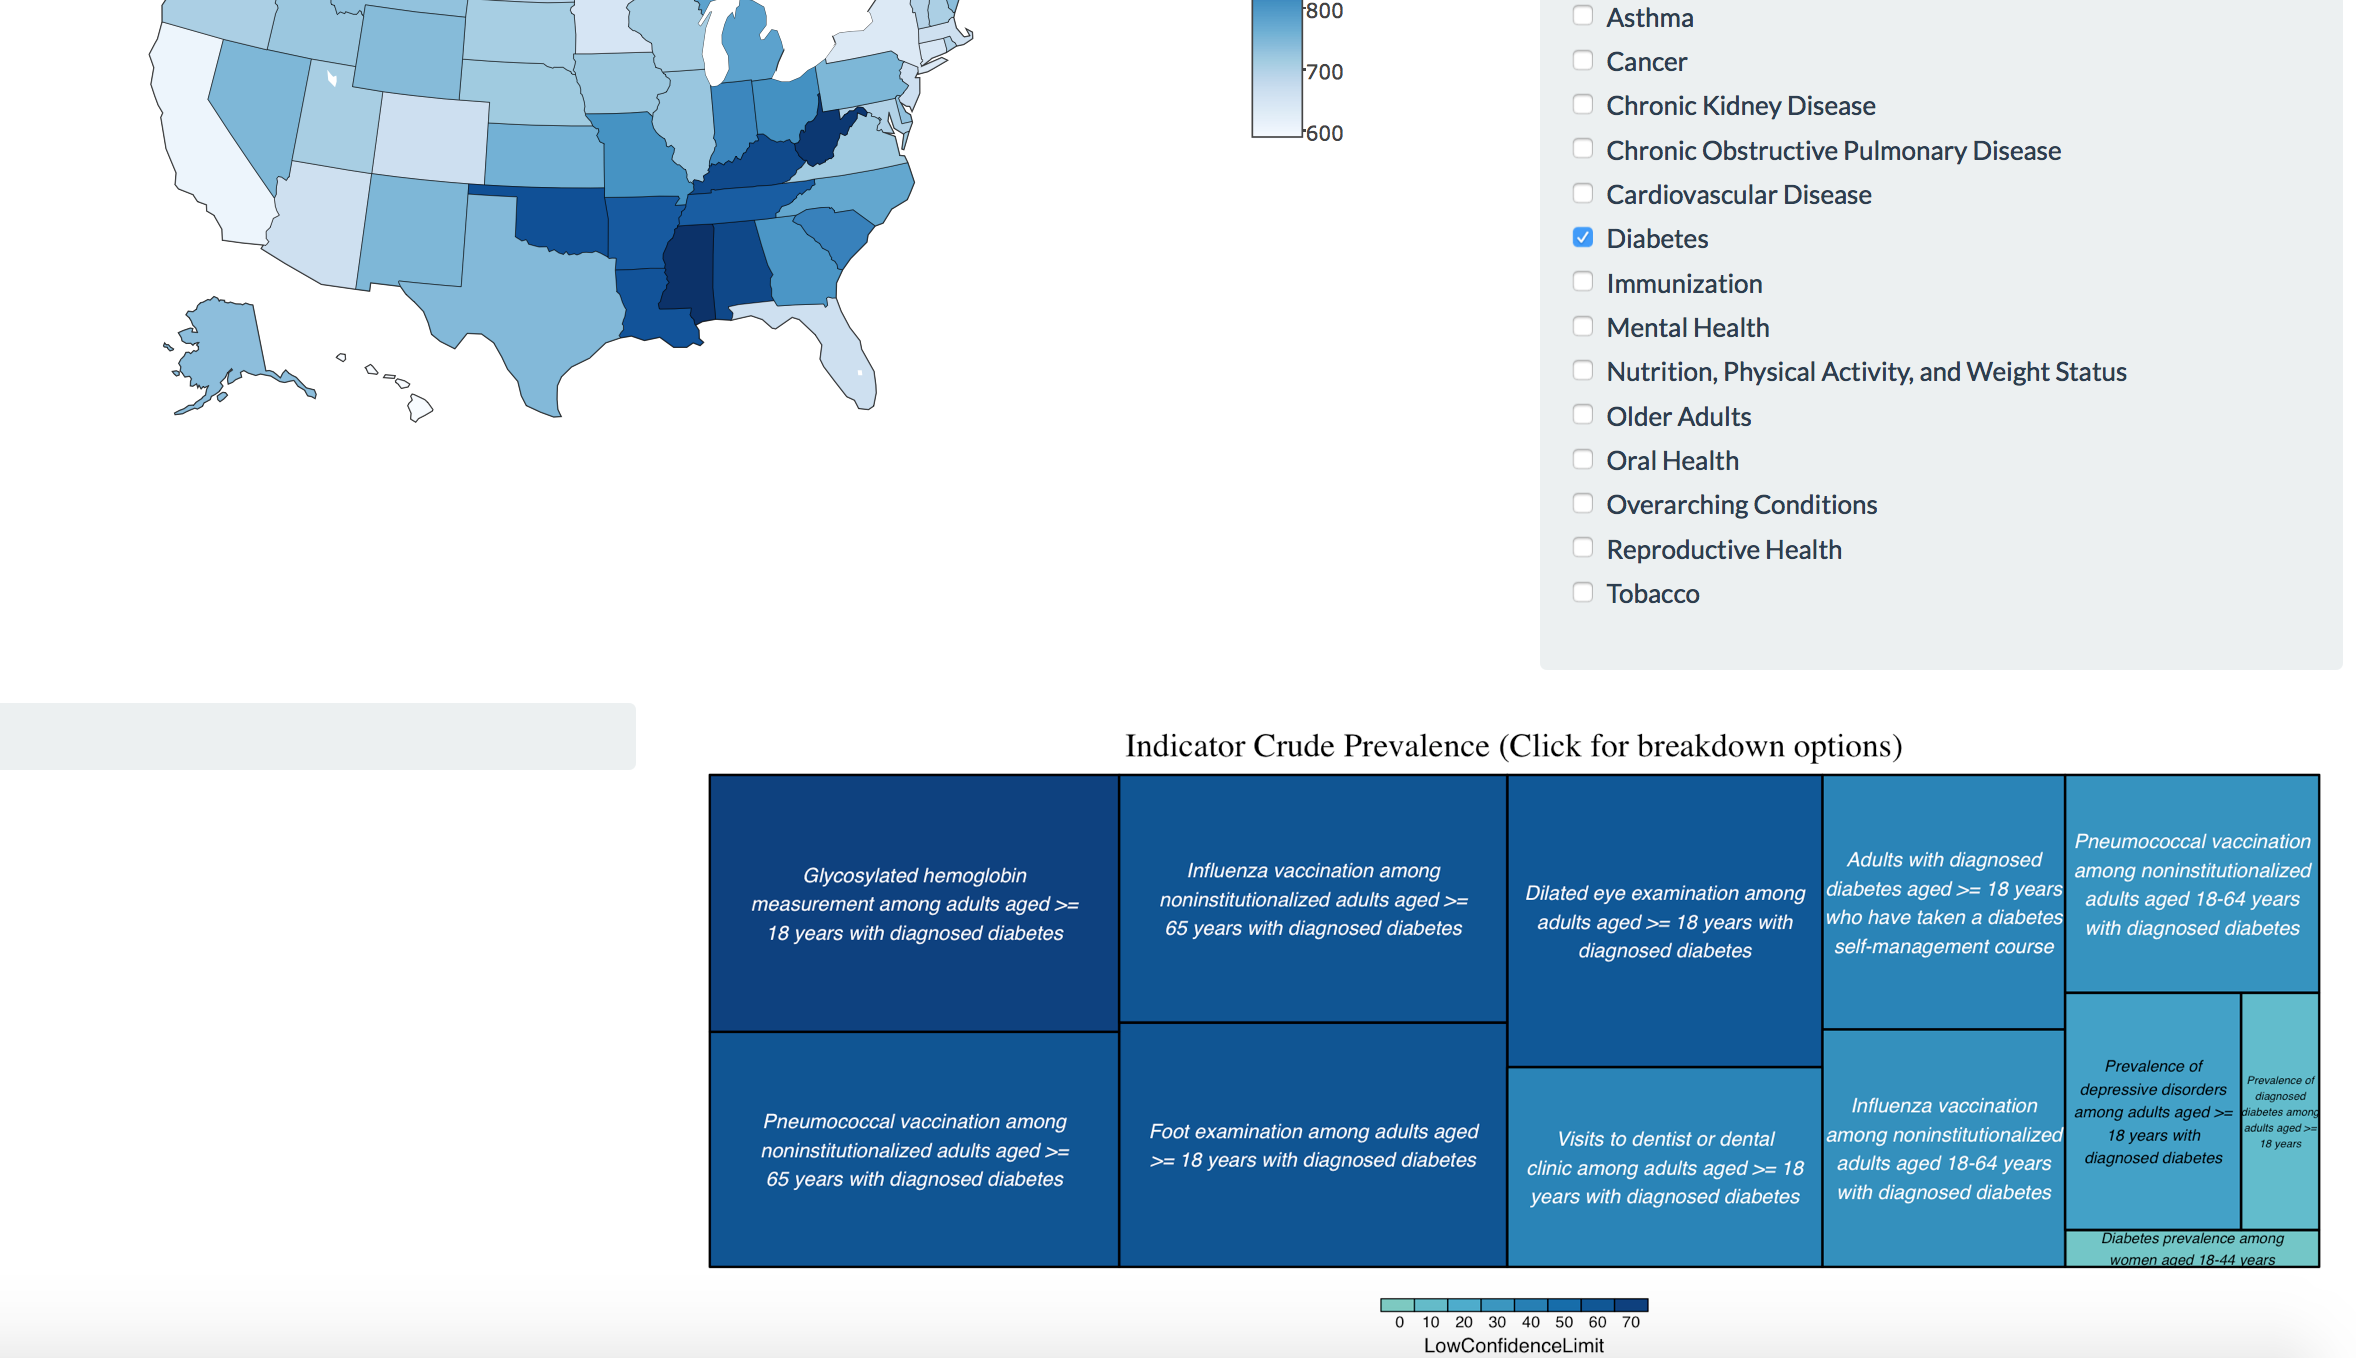 800
700
600
Asthma
Cancer
Chronic Kidney Disease
Chronic Obstructive Pulmonary Disease
Cardiovascular Disease
Diabetes
Immunization
Mental Health
Nutrition, Physical Activity, and Weight Status
Older Adults
Oral Health
Overarching Conditions
Reproductive Health
Tobacco
Indicator Crude Prevalence (Click for breakdown options)
Glycosylated hemoglobin
measurement among adults aged >=
18 years with diagnosed diabetes
Influenza vaccination among
noninstitutionalized adults aged >=
65 years with diagnosed diabetes
Dilated eye examination among
adults aged >= 18 years with
diagnosed diabetes
Adults with diagnosed
diabetes aged >= 18 years
who have taken a diabetes
self-management course
Pneumococcal vaccination
among noninstitutionalized
adults aged 18-64 years
with diagnosed diabetes
Pneumococcal vaccination among
noninstitutionalized adults aged >=
65 years with diagnosed diabetes
Foot examination among adults aged
>= 18 years with diagnosed diabetes
Visits to dentist or dental
clinic among adults aged >= 18
years with diagnosed diabetes
Influenza vaccination
among noninstitutionalized
adults aged 18-64 years
with diagnosed diabetes
Prevalence of
depressive disorders
among adults aged >=
18 years with
diagnosed diabetes
Prevalence of
diagnosed
diabetes among
adults aged >=
18 years
Diabetes prevalence among
women aged 18-44 years
0 10 20 30 40 50 60 70
LowConfidenceLimit